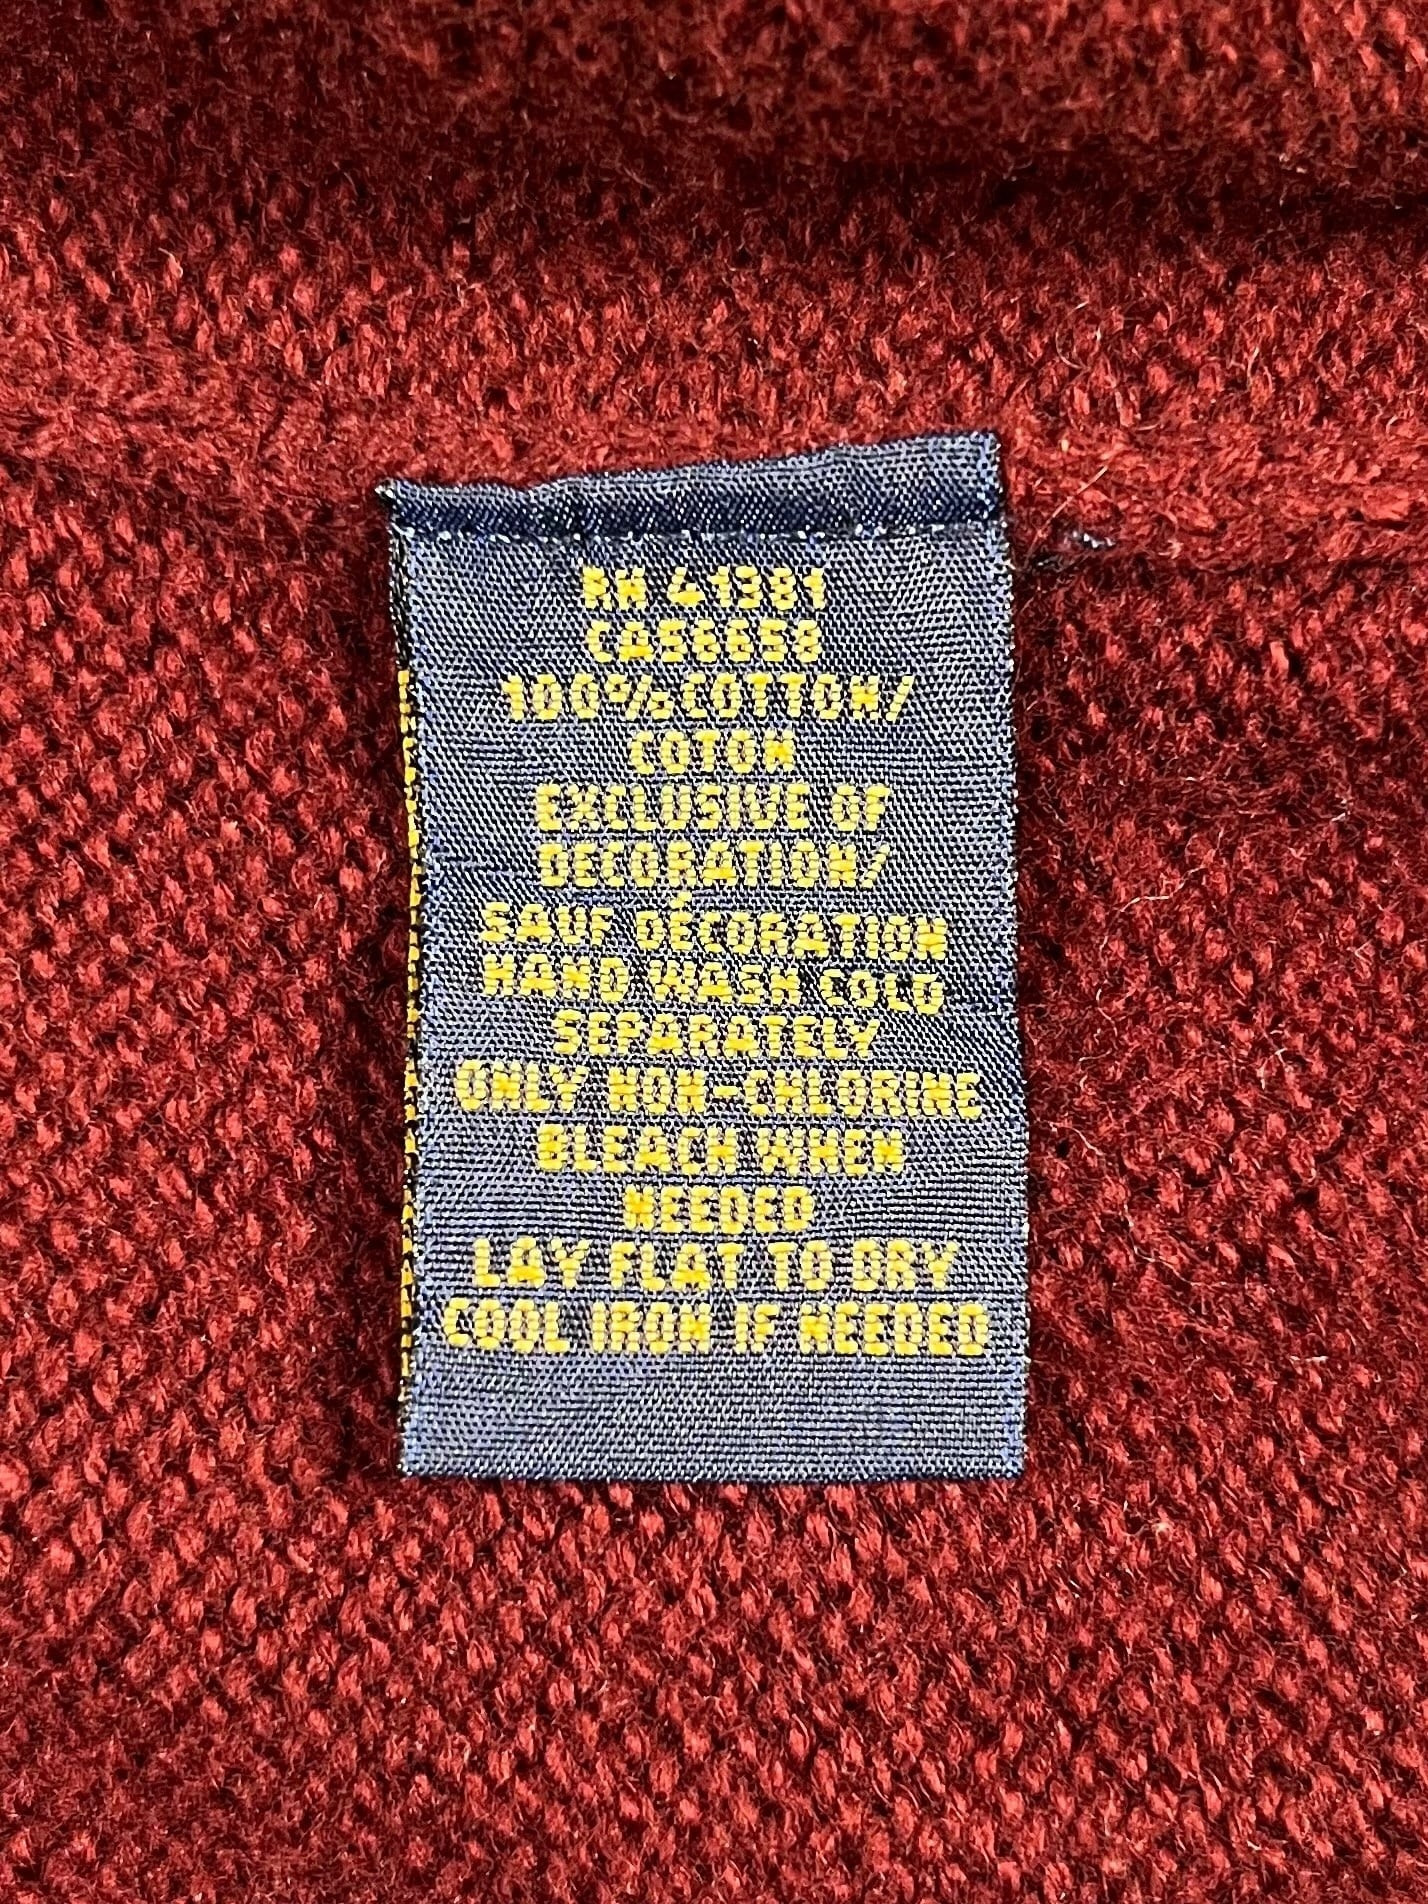 RN 41381
CA56658
100% COTTON/
COTON
EXCLUSIVE OF
DECORATION/
SAUF DÉCORATION
HAND WASH COLD
SEPARATELY
ONLY NON-CHLORINE
BLEACH WHEN
NEEDED
LAY FLAT TO DRY
COOL IRON IF NEEDED